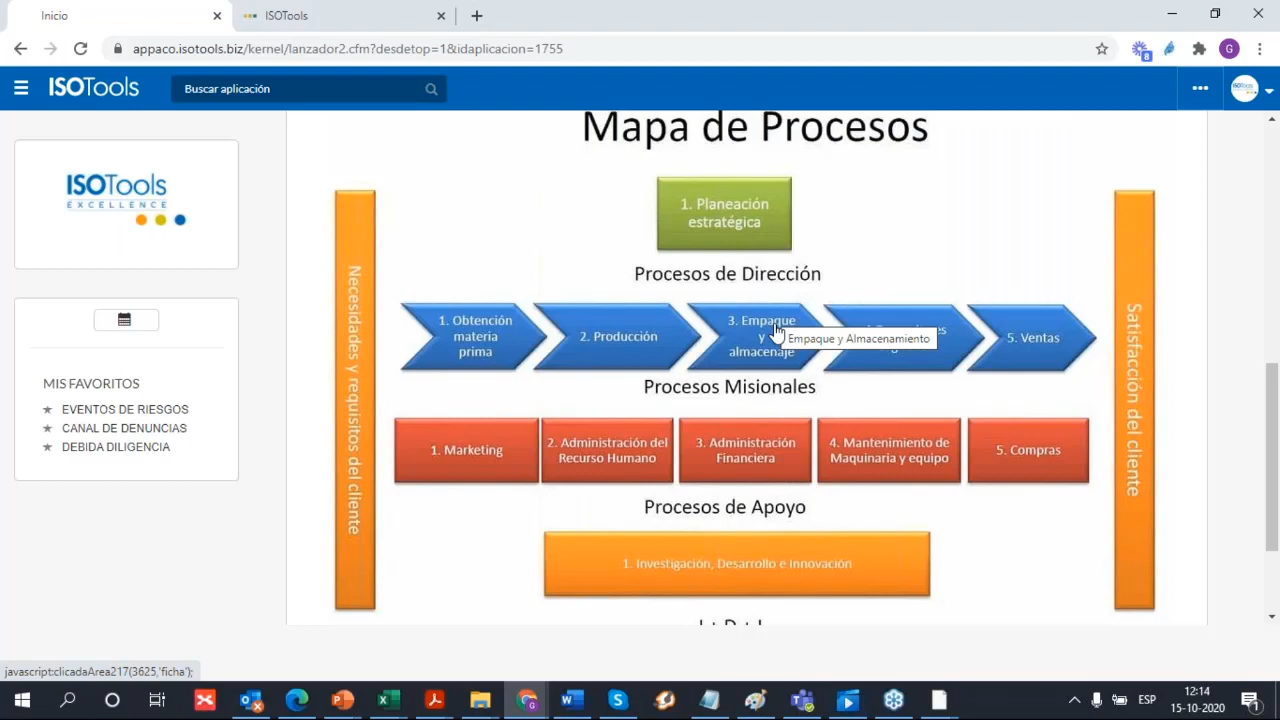 Inicio
ISOTools
appaco.isotools.biz/kernel/lanzador2.cfm?desdetop=1&idaplicacion=1755
8
G
ISOTools
Buscar aplicación
ISOTools
EXCELLENCE
MIS FAVORITOS
EVENTOS DE RIESGOS
CANAL DE DENUNCIAS
DEBIDA DILIGENCIA
Mapa de Procesos
1. Planeación
estratégica
Procesos de Dirección
Necesidades y requisitos del cliente
1. Obtención
materia
prima
2. Producción
3. Empaque
y
almacenaje
Empaque y Almacenamiento
5. Ventas
Procesos Misionales
1. Marketing
2. Administración del
Recurso Humano
3. Administración
Financiera
4. Mantenimiento de
Maquinaria y equipo
5. Compras
Procesos de Apoyo
1. Investigación, Desarrollo e Innovación
Satisfacción del cliente
javascript:clicadaArea217(3625,'ficha');
ESP
12:14
15-10-2020
1